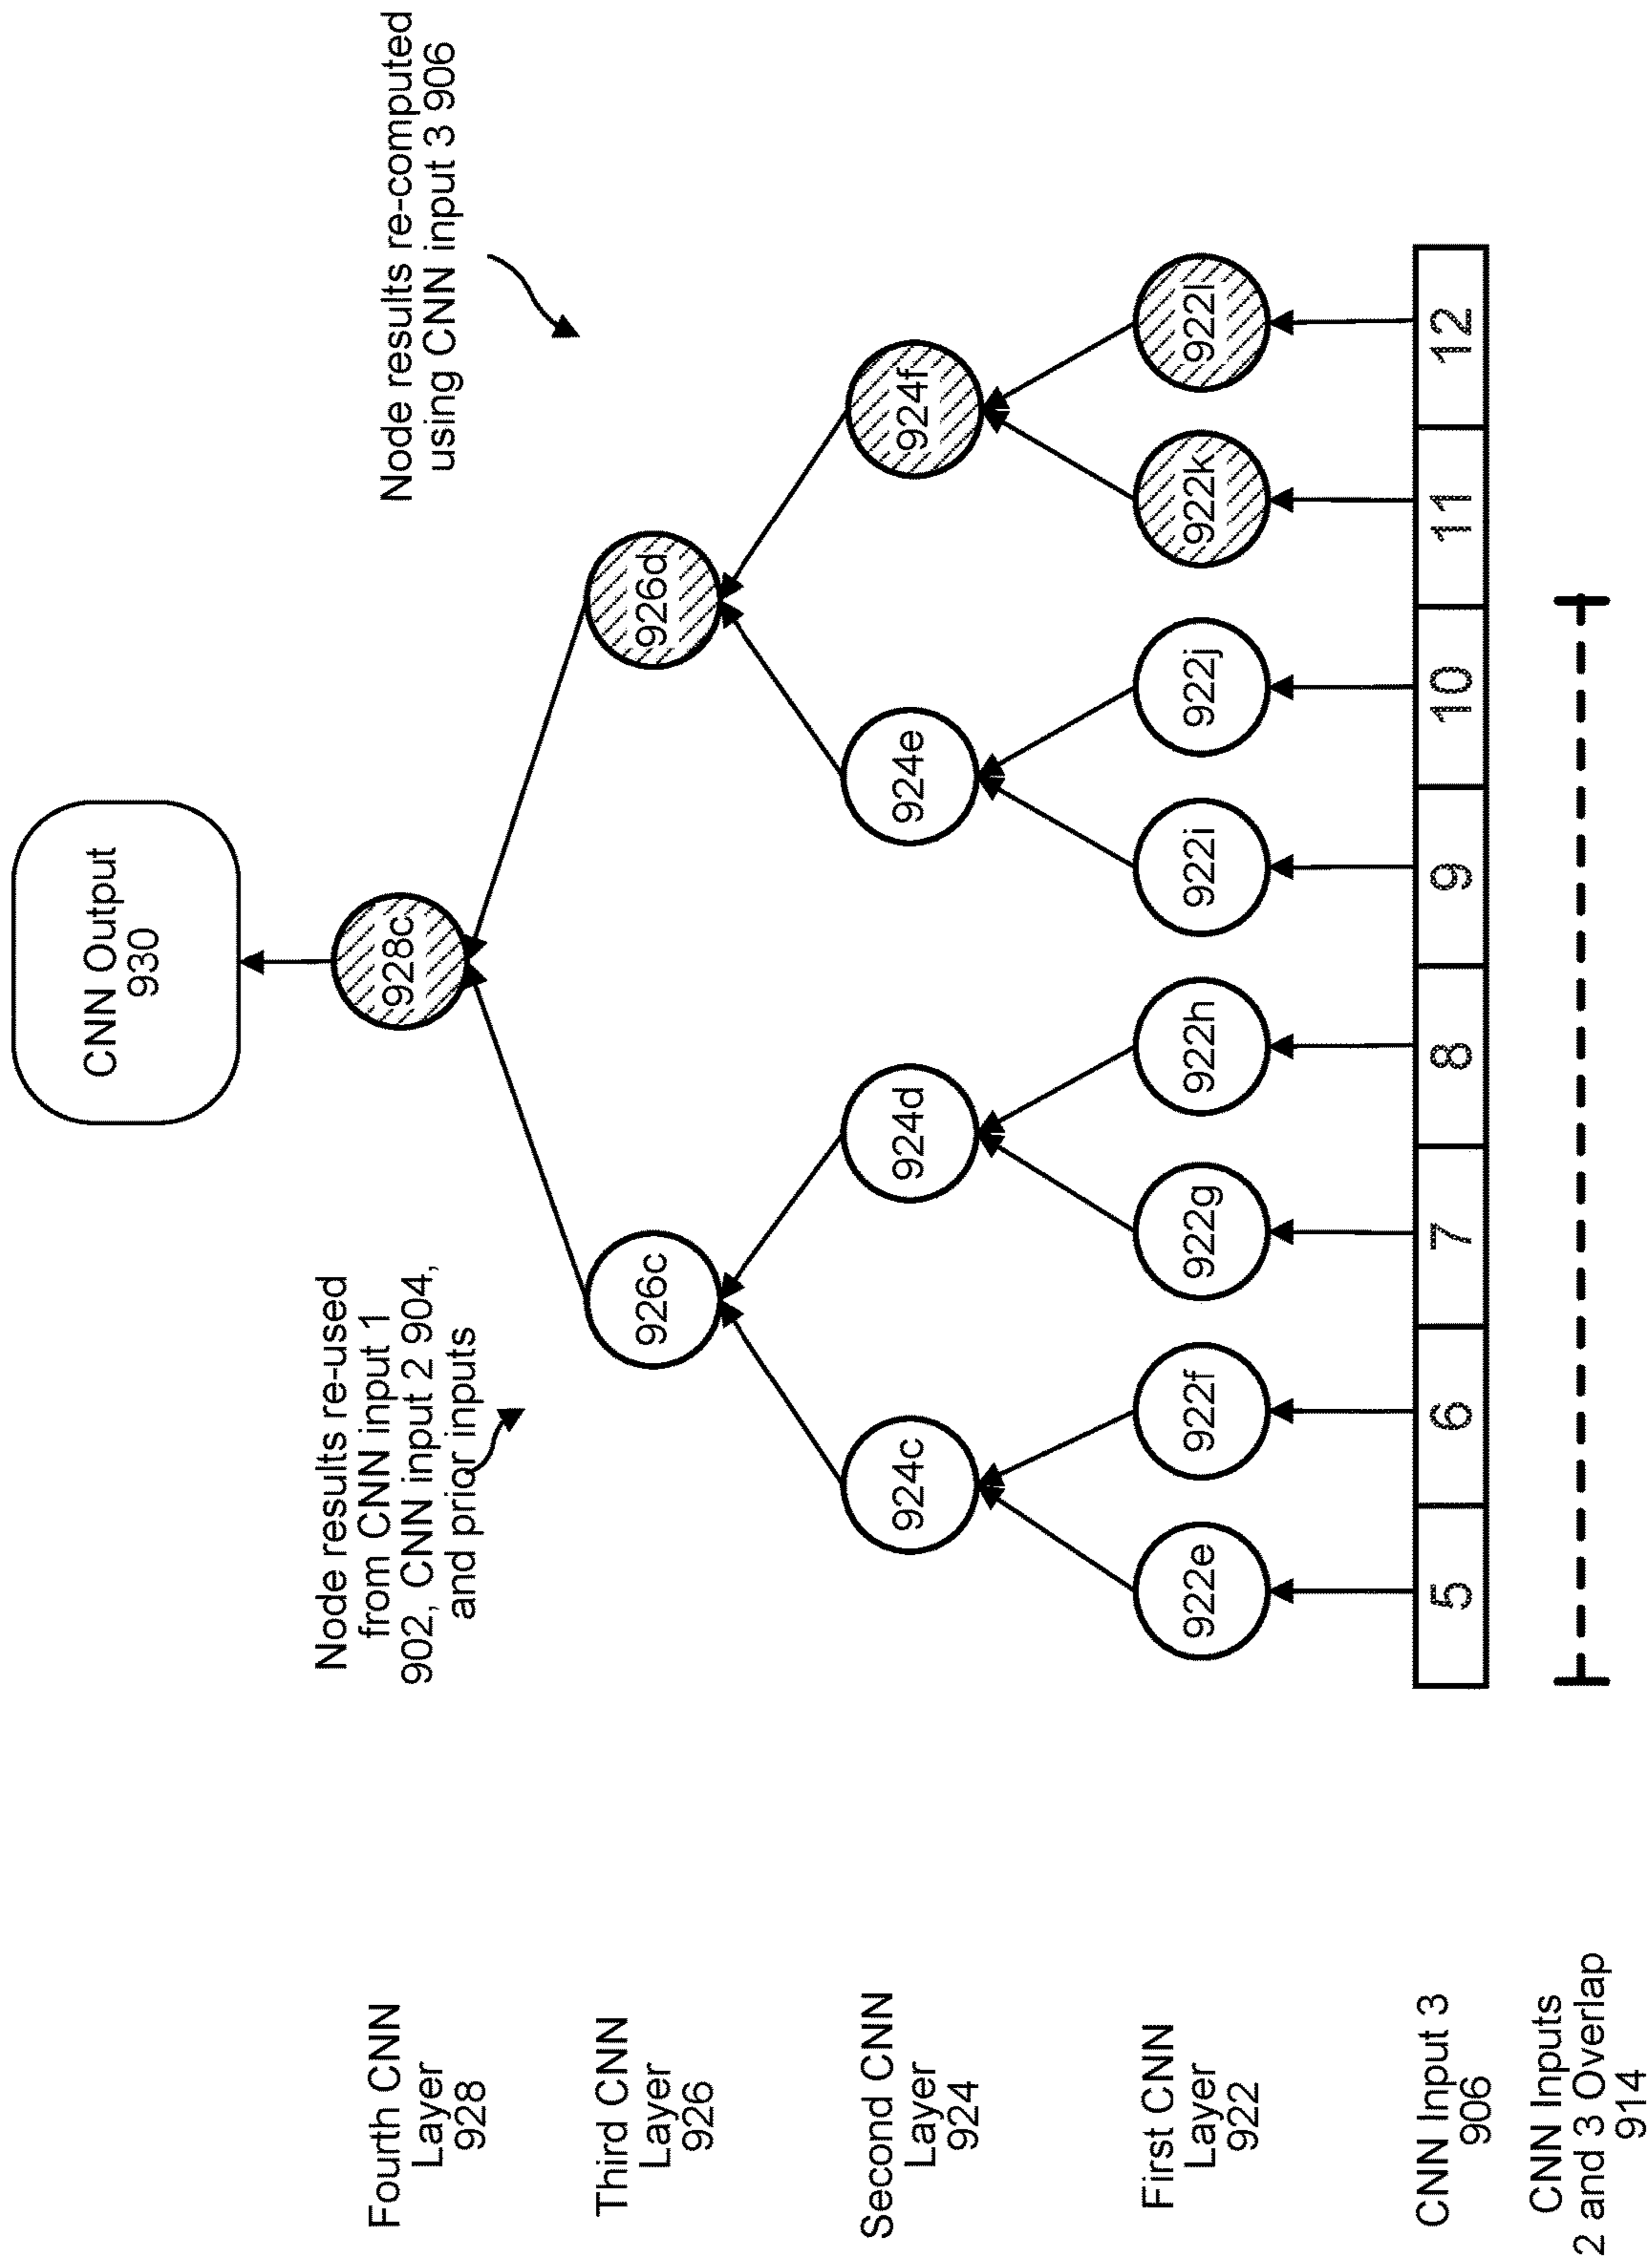 CNN Output
930
Fourth CNN
Layer
928
928c
Node results re-used
from CNN input 1
902, CNN input 2 904,
and prior inputs
Node results re-computed
using CNN input 3 906
Third CNN
Layer
926
926c
926d
Second CNN
Layer
924
924c
924d
924e
924f
First CNN
Layer
922
922e
922f
922g
922h
922i
922j
922k
922l
CNN Input 3
906
5
6
7
8
9
10
11
12
CNN Inputs
2 and 3 Overlap
914